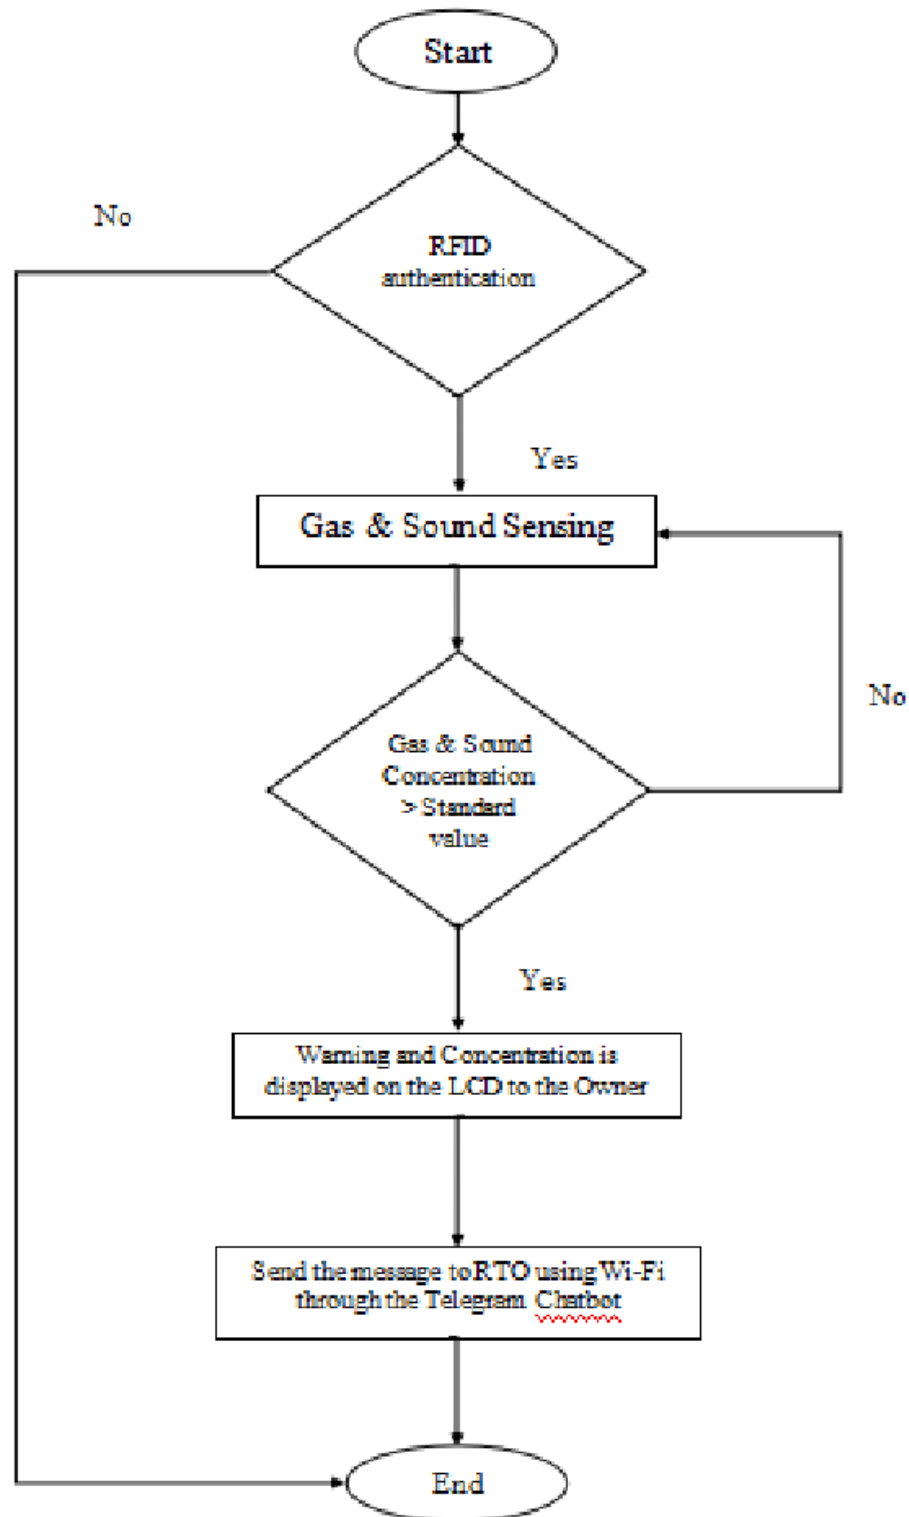 Start
No
RFID
authentication
Yes
Gas & Sound Sensing
No
Gas & Sound
Concentration
> Standard
value
Yes
Warning and Concentration is
displayed on the LCD to the Owner
Send the message to RTO using Wi-Fi
through the Telegram Chatbot
End